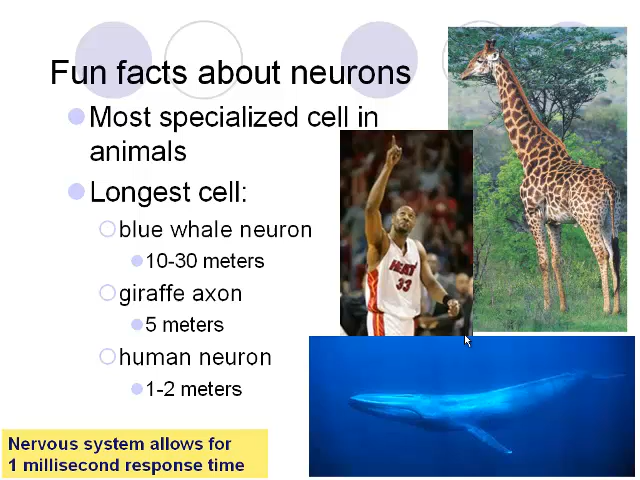 Fun facts about neurons
Most specialized cell in
animals
Longest cell:
blue whale neuron
10-30 meters
giraffe axon
5 meters
human neuron
1-2 meters
HEAT
33
Nervous system allows for
1 millisecond response time